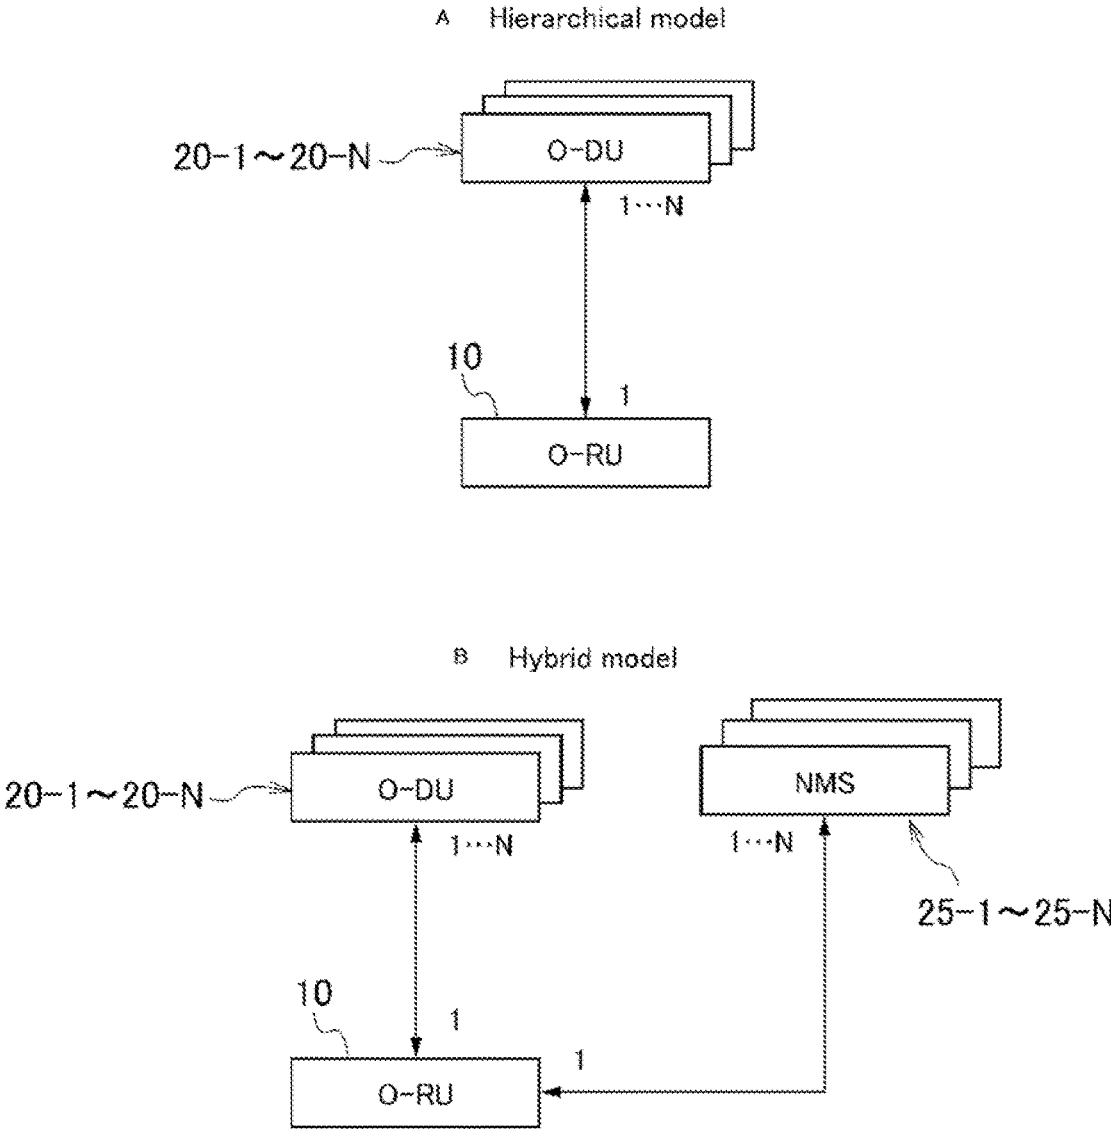 A Hierarchical model
O-DU
20-1～20-N
1⋯N
10
1
O-RU
B Hybrid model
O-DU
NMS
20-1～20-N
1⋯N
1⋯N
25-1～25-N
10
1
1
O-RU